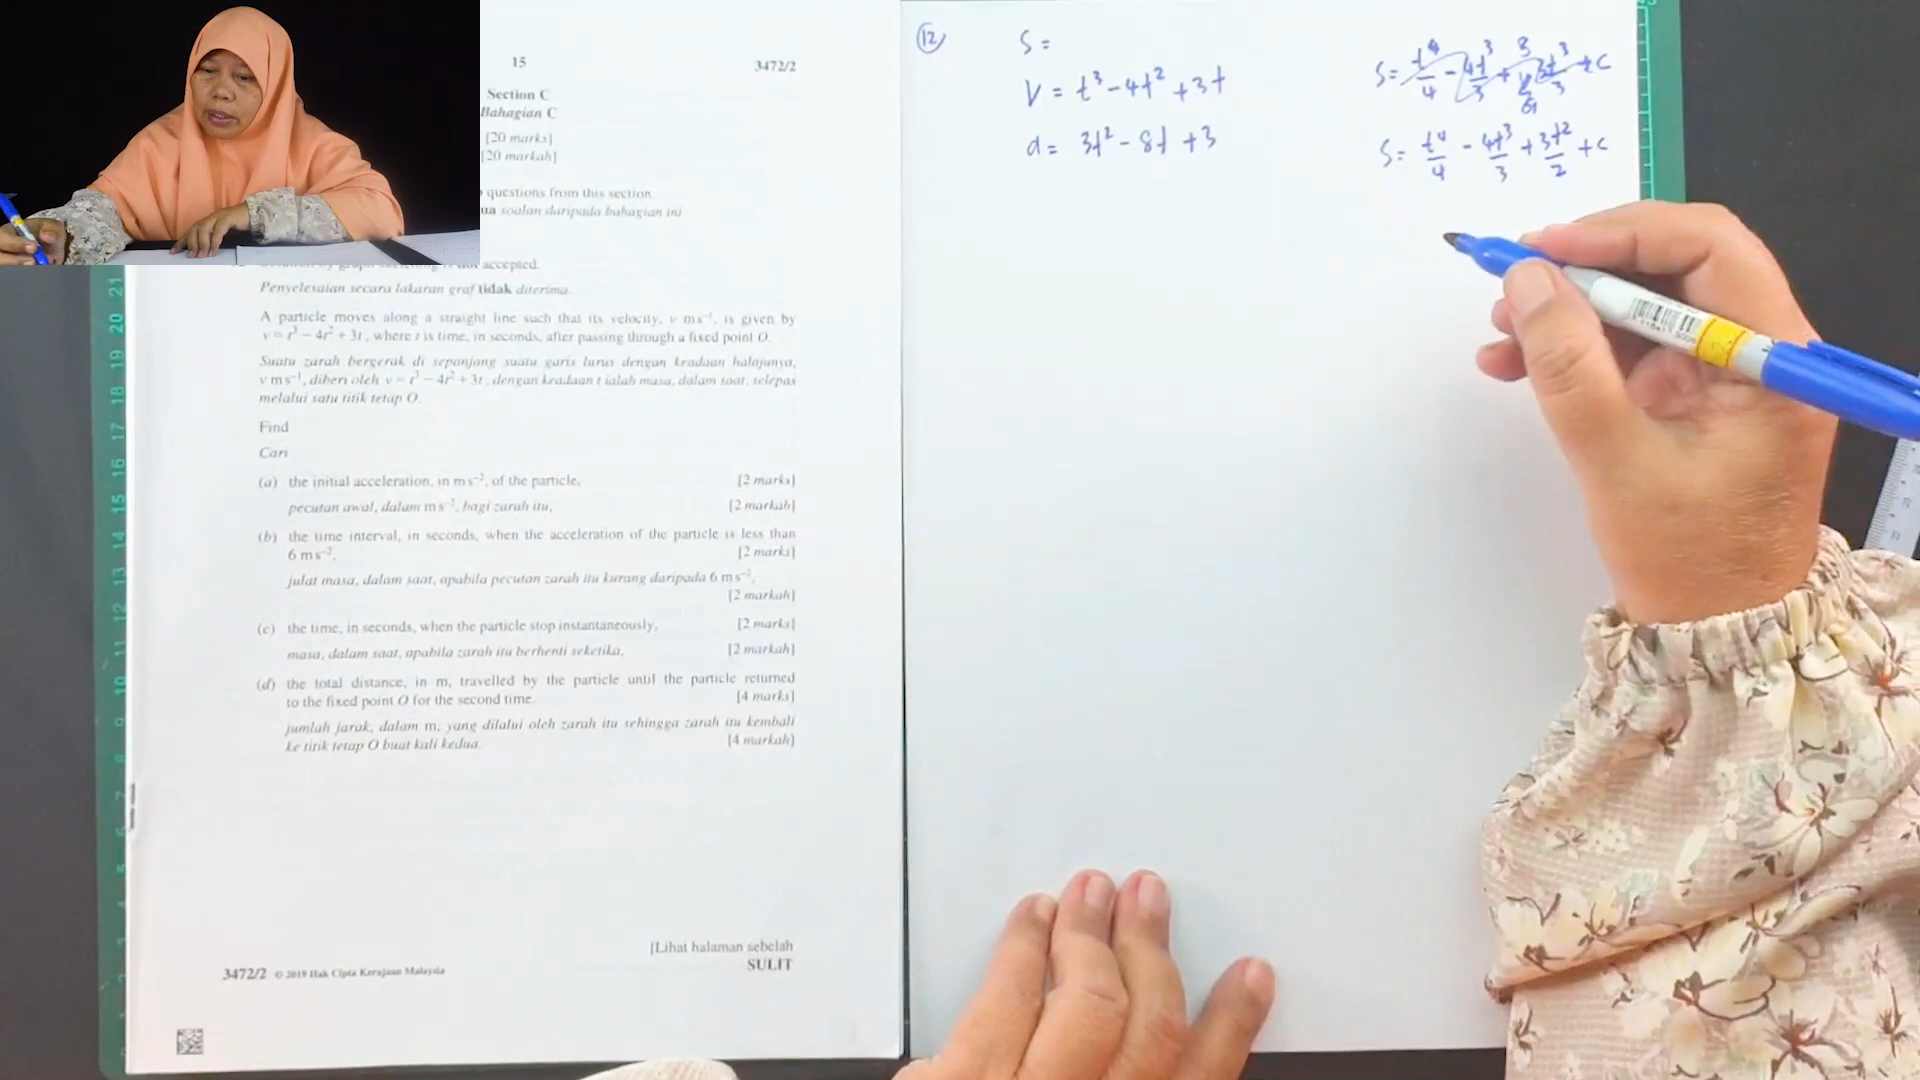 15
3472/2
Section C
Bahagian C
[20 marks]
[20 markah]
questions from this section.
ua soalan daripada bahagian ini
accepted.
Penyelesaian secara lakaran graf tidak diterima.
A particle moves along a straight line such that its velocity, v ms⁻¹, is given by
v = t³ − 4t² + 3t, where t is time, in seconds, after passing through a fixed point O.
Suatu zarah bergerak di sepanjang suatu garis lurus dengan keadaan halajunya,
v ms⁻¹, diberi oleh v = t³ − 4t² + 3t, dengan keadaan t ialah masa, dalam saat, selepas
melalui satu titik tetap O.
Find
Cari
(a) the initial acceleration, in ms⁻², of the particle, [2 marks]
pecutan awal, dalam ms⁻², bagi zarah itu, [2 markah]
(b) the time interval, in seconds, when the acceleration of the particle is less than
6 ms⁻², [2 marks]
julat masa, dalam saat, apabila pecutan zarah itu kurang daripada 6 ms⁻²,
[2 markah]
(c) the time, in seconds, when the particle stop instantaneously, [2 marks]
masa, dalam saat, apabila zarah itu berhenti seketika, [2 markah]
(d) the total distance, in m, travelled by the particle until the particle returned
to the fixed point O for the second time. [4 marks]
jumlah jarak, dalam m, yang dilalui oleh zarah itu sehingga zarah itu kembali
ke titik tetap O buat kali kedua. [4 markah]
[Lihat halaman sebelah
3472/2 © 2019 Hak Cipta Kerajaan Malaysia SULIT
12
S =
V = t³ − 4t² + 3t
a = 3t² − 8t + 3
S = t⁴/4 − 4t³/3 + 3t²/2 + c